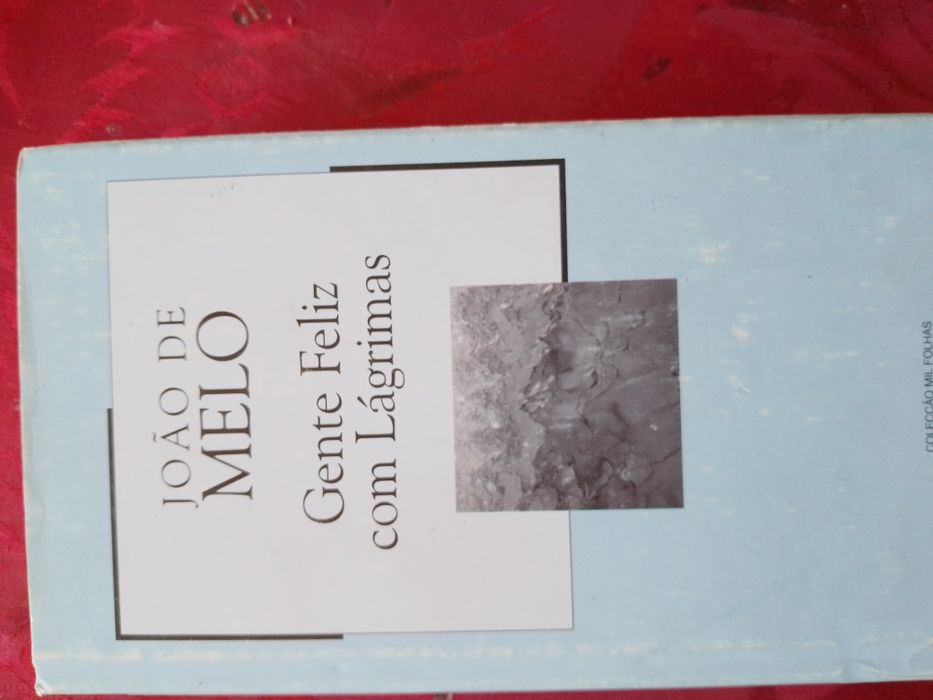 JOÃO DE
MELO
Gente Feliz
com Lágrimas
COLECÇÃO MIL FOLHAS